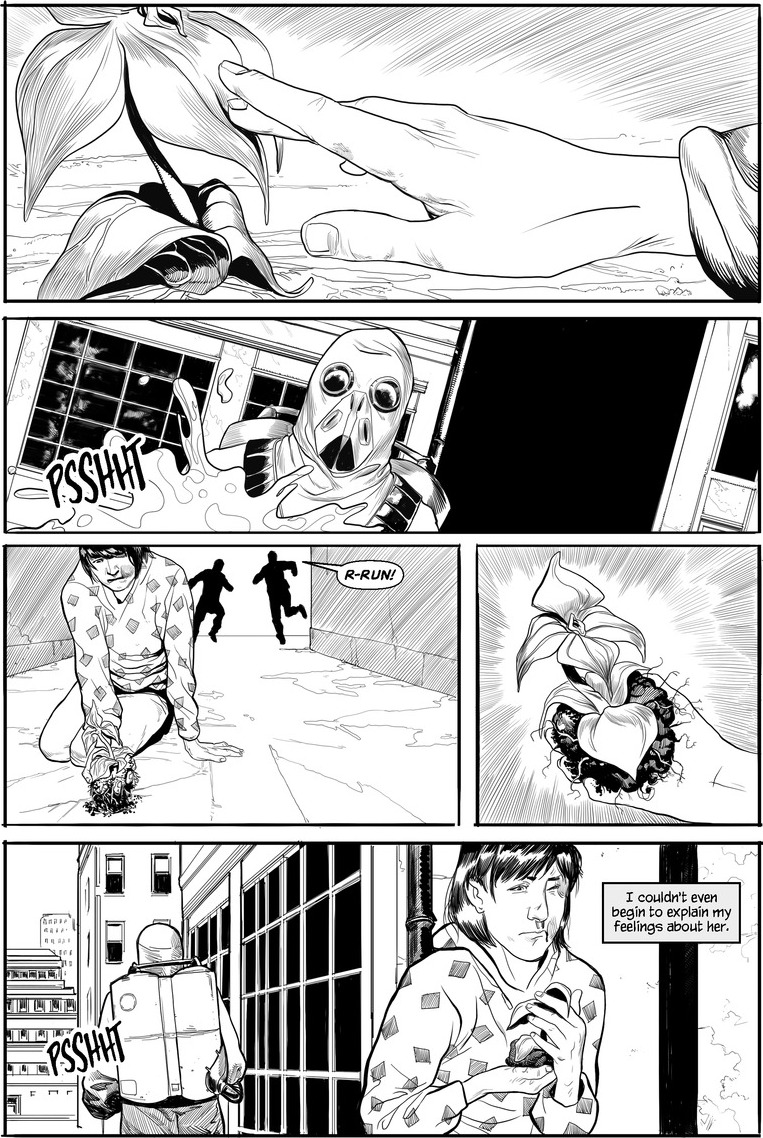 PSSHHT
R-RUN!
I couldn't even
begin to explain my
feelings about her.
PSSHHT